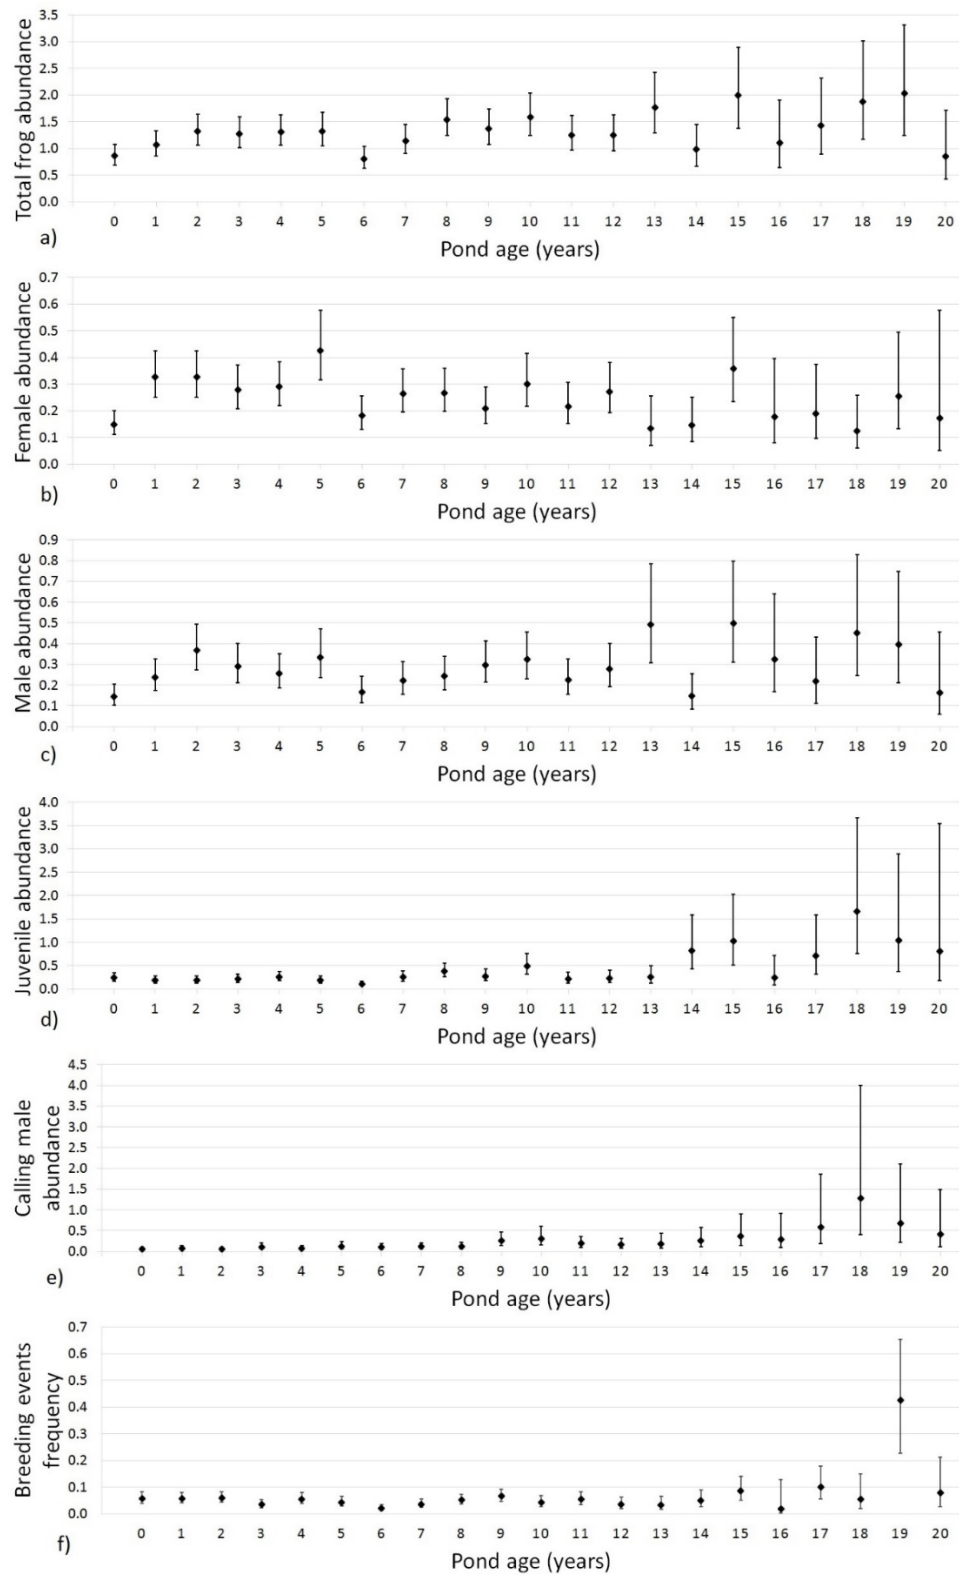 Total frog abundance
3.5
3.0
2.5
2.0
1.5
1.0
0.5
0.0
0 1 2 3 4 5 6 7 8 9 10 11 12 13 14 15 16 17 18 19 20
a)
Pond age (years)
Female abundance
0.7
0.6
0.5
0.4
0.3
0.2
0.1
0.0
0 1 2 3 4 5 6 7 8 9 10 11 12 13 14 15 16 17 18 19 20
b)
Pond age (years)
Male abundance
0.9
0.8
0.7
0.6
0.5
0.4
0.3
0.2
0.1
0.0
0 1 2 3 4 5 6 7 8 9 10 11 12 13 14 15 16 17 18 19 20
c)
Pond age (years)
Juvenile abundance
4.0
3.5
3.0
2.5
2.0
1.5
1.0
0.5
0.0
0 1 2 3 4 5 6 7 8 9 10 11 12 13 14 15 16 17 18 19 20
d)
Pond age (years)
Calling male
abundance
4.5
4.0
3.5
3.0
2.5
2.0
1.5
1.0
0.5
0.0
0 1 2 3 4 5 6 7 8 9 10 11 12 13 14 15 16 17 18 19 20
e)
Pond age (years)
Breeding events
frequency
0.7
0.6
0.5
0.4
0.3
0.2
0.1
0.0
0 1 2 3 4 5 6 7 8 9 10 11 12 13 14 15 16 17 18 19 20
f)
Pond age (years)